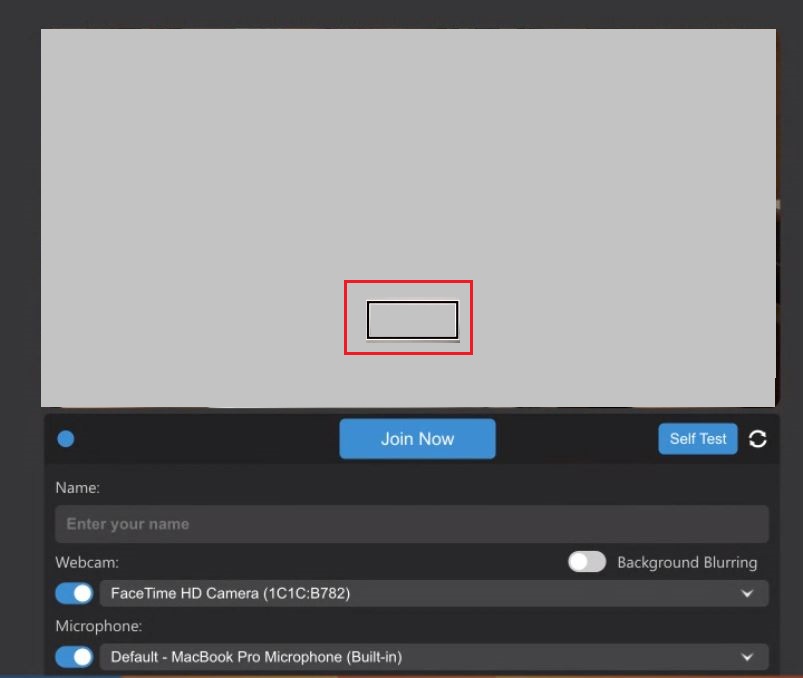 Join Now
Self Test
Name:
Enter your name
Webcam:
Background Blurring
FaceTime HD Camera (1C1C:B782)
Microphone:
Default - MacBook Pro Microphone (Built-in)